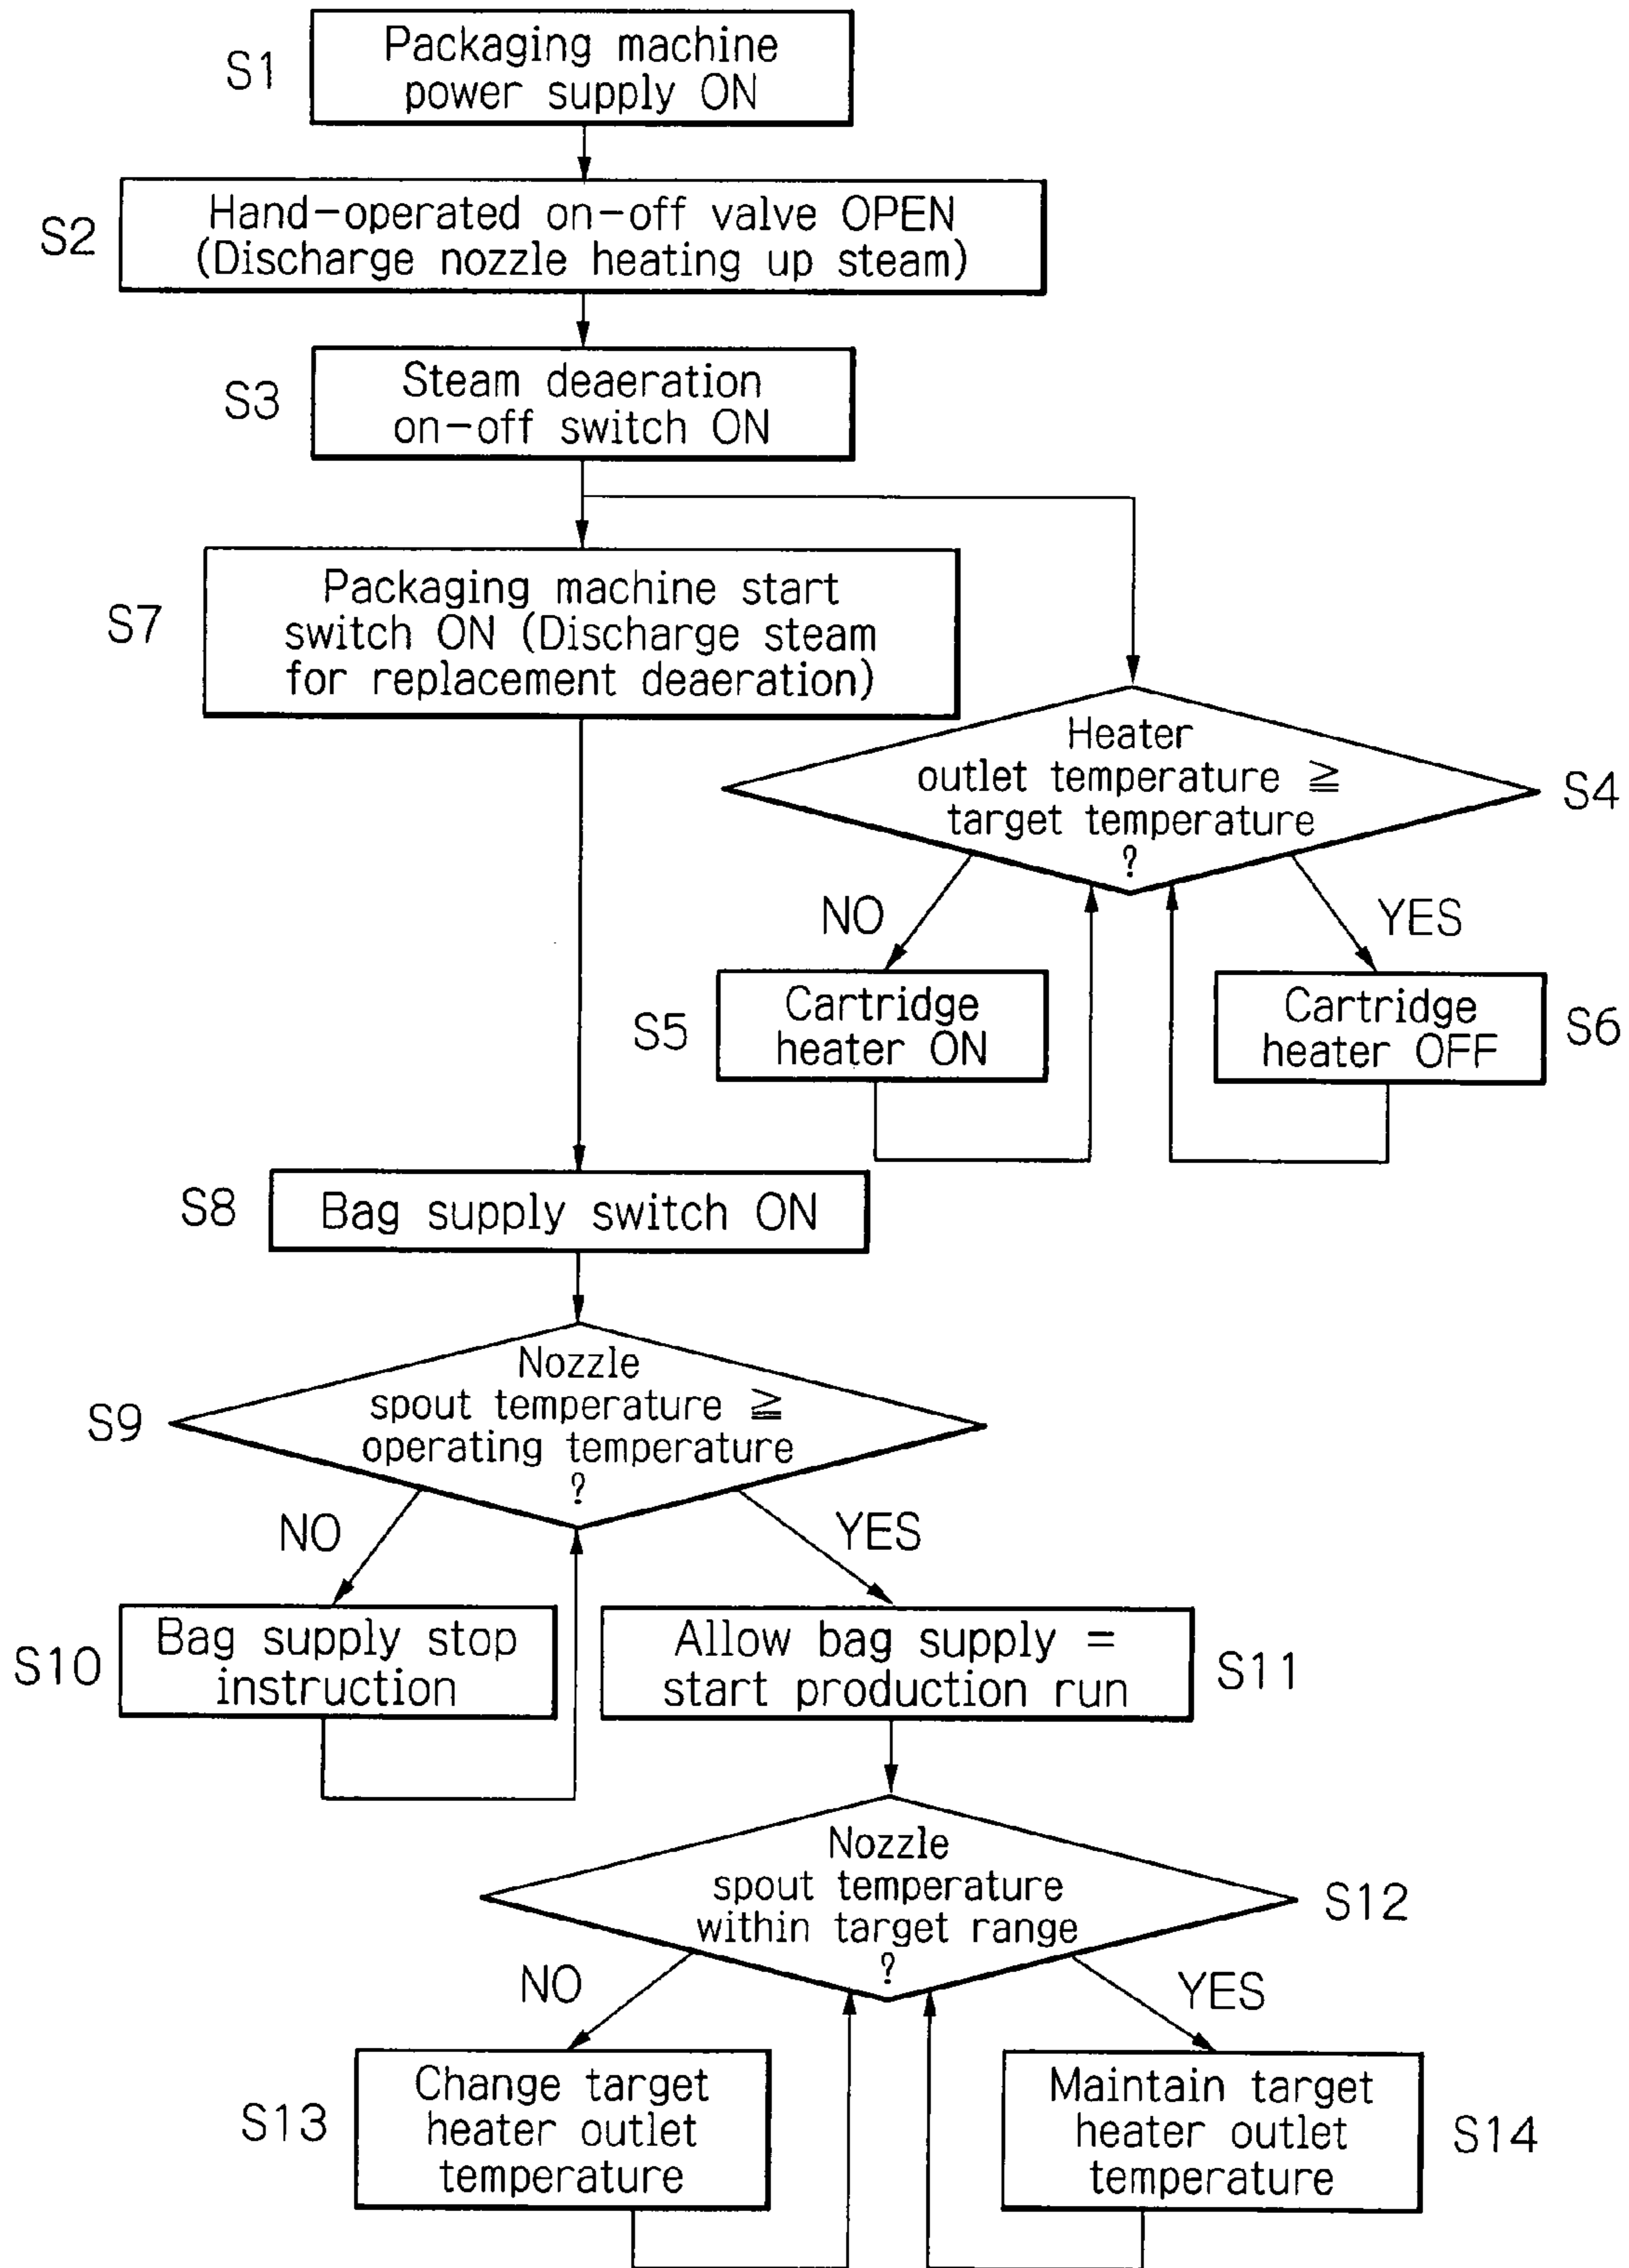 S1
Packaging machine
power supply ON
S2
Hand-operated on-off valve OPEN
(Discharge nozzle heating up steam)
S3
Steam deaeration
on-off switch ON
S7
Packaging machine start
switch ON (Discharge steam
for replacement deaeration)
Heater
outlet temperature ≧
target temperature
?
S4
NO
YES
S5
Cartridge
heater ON
Cartridge
heater OFF
S6
S8
Bag supply switch ON
S9
Nozzle
spout temperature ≧
operating temperature
?
NO
YES
S10
Bag supply stop
instruction
Allow bag supply =
start production run
S11
Nozzle
spout temperature
within target range
?
S12
NO
YES
S13
Change target
heater outlet
temperature
Maintain target
heater outlet
temperature
S14